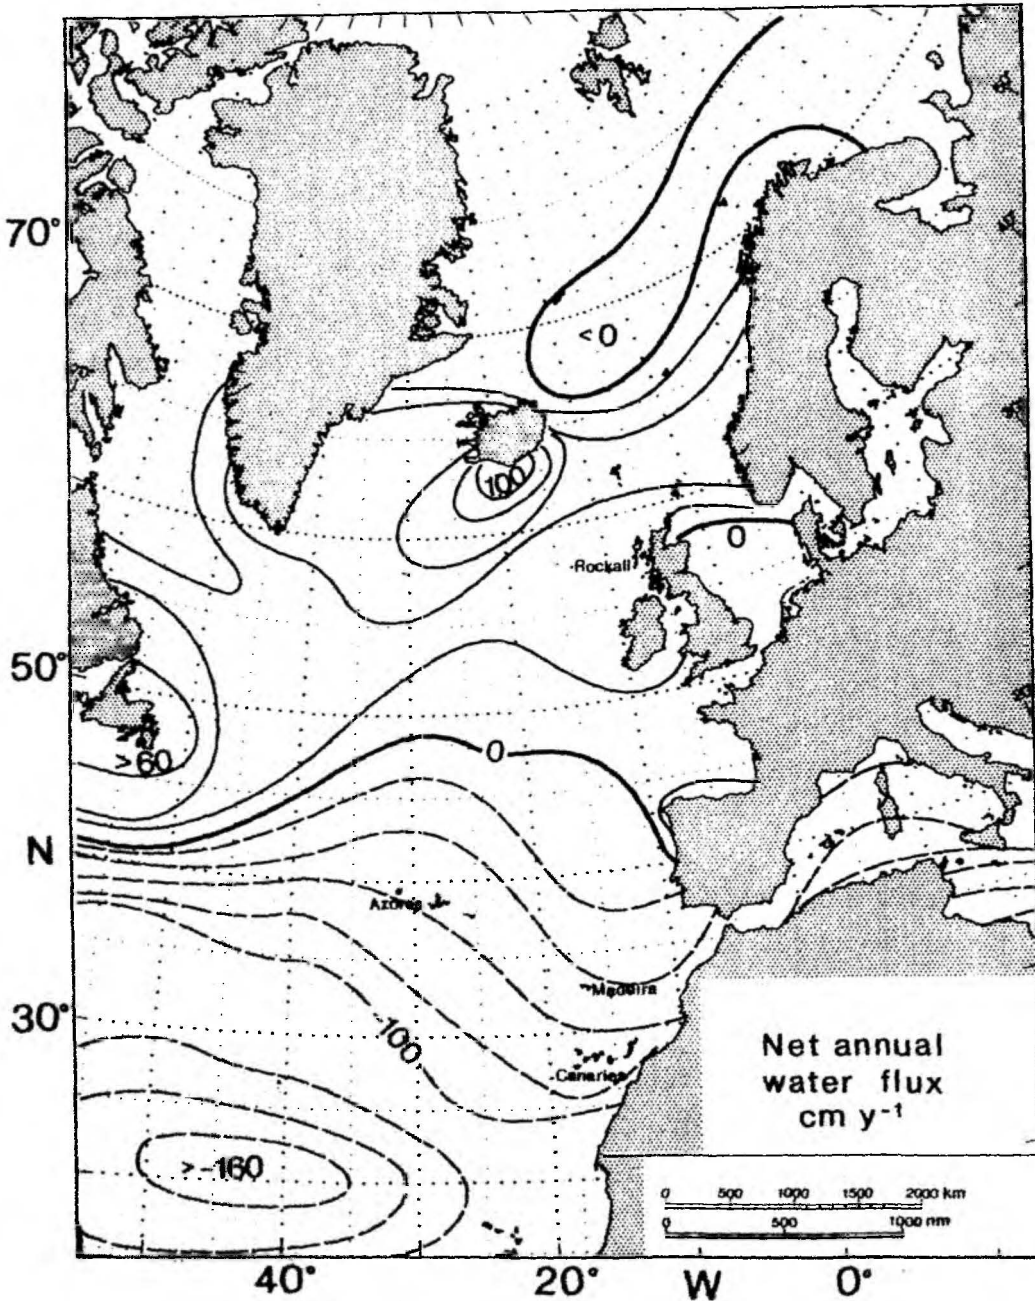 70°
<0
100
0
Rockall
50°
>60
0
N
Azores
Madeira
30°
-100
Canaries
Net annual
water flux
cm y⁻¹
>-160
0 500 1000 1500 2000 km
0 500 1000 nm
40° 20° W 0°